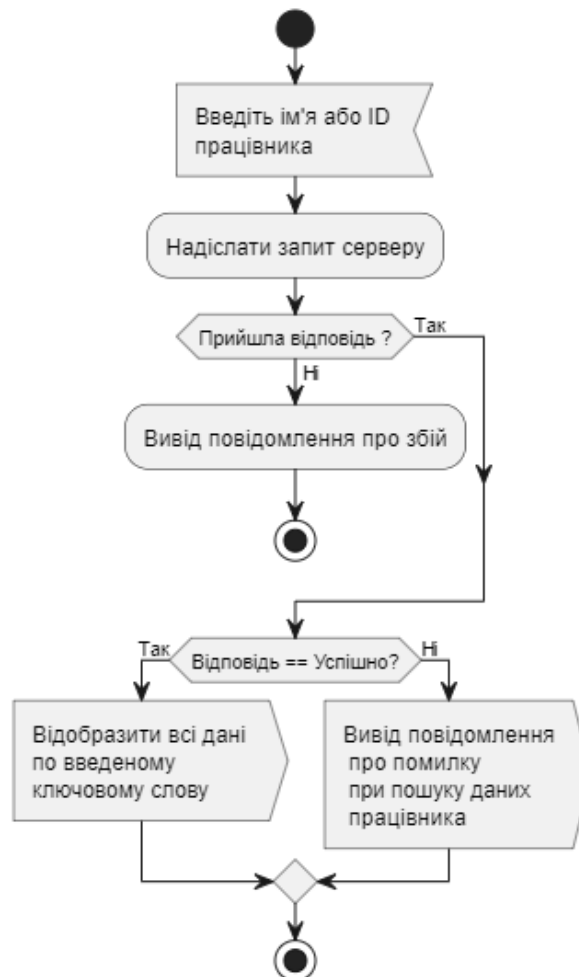 Введіть ім'я або ID
працівника
Надіслати запит серверу
Прийшла відповідь ?
Так
Ні
Вивід повідомлення про збій
Так
Відповідь == Успішно?
Ні
Відобразити всі дані
по введеному
ключовому слову
Вивід повідомлення
про помилку
при пошуку даних
працівника